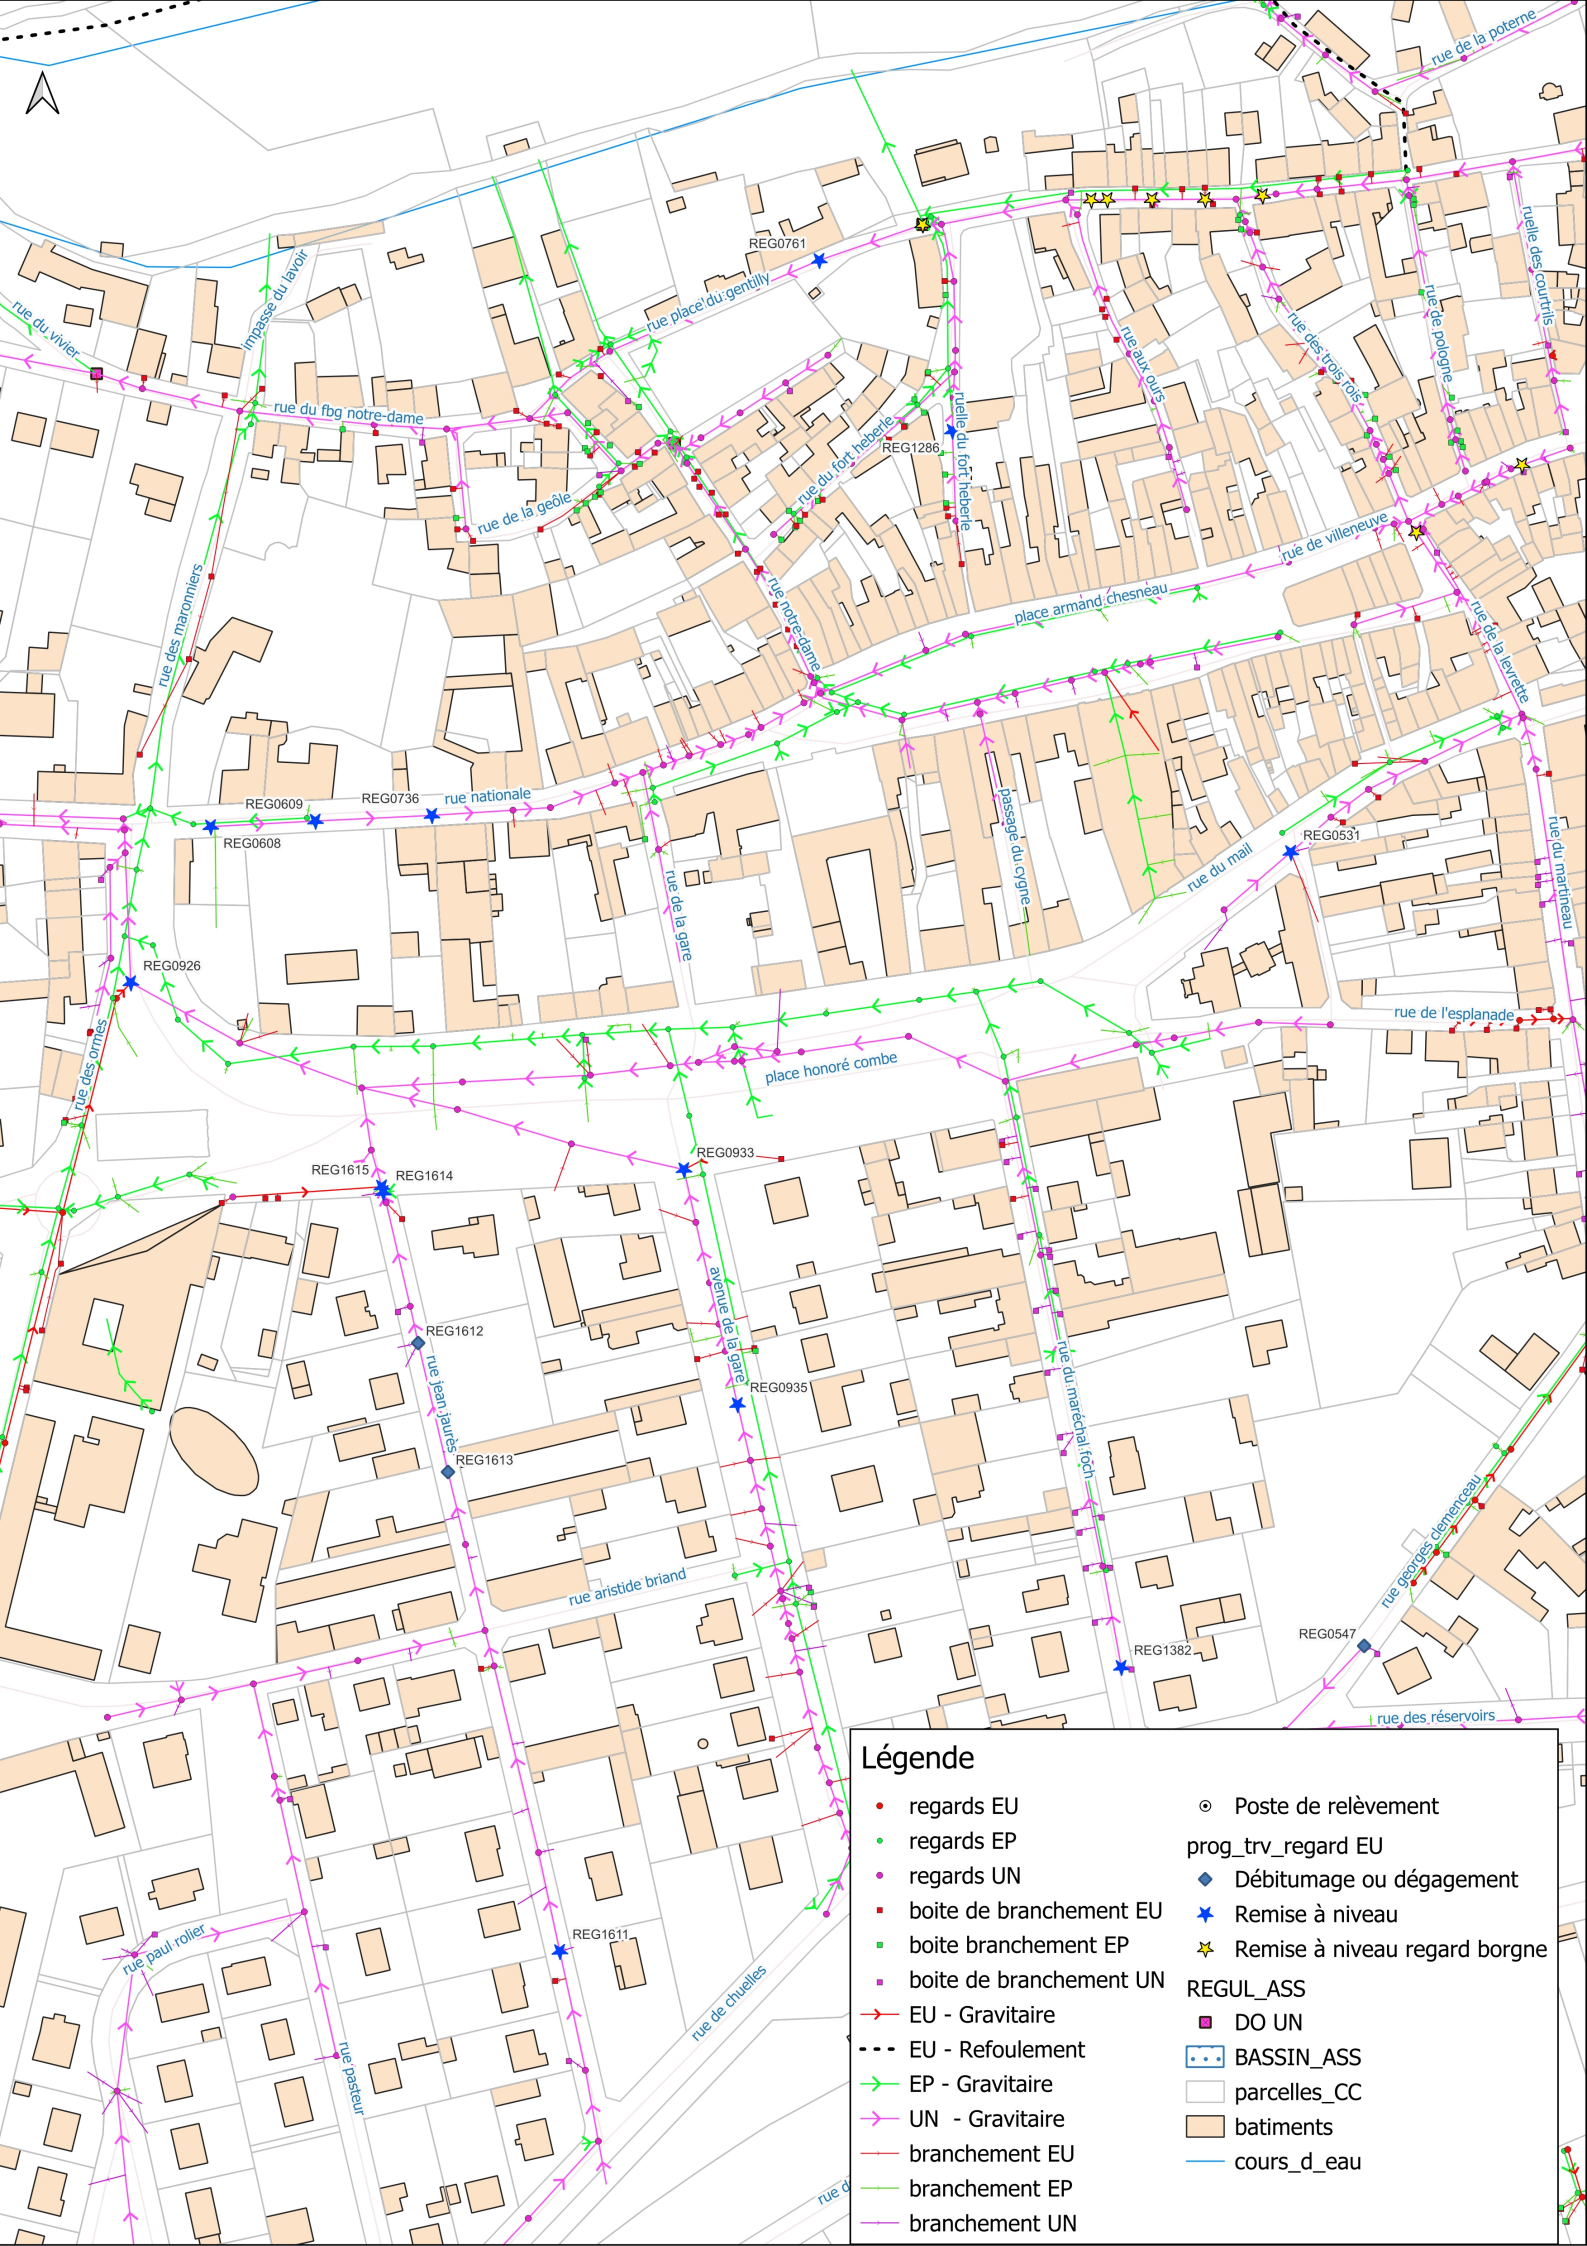 rue de la poterne
REG0761
impasse du lavoir
rue du vivier
rue place du gentilly
ruelle des courtrils
rue de pologne
rue des trois rois
rue aux ours
rue du fbg notre-dame
rue du fort heberle
REG1286
ruelle du fort heberle
rue de la geôle
rue de villeneuve
rue des maronniers
rue notre-dame
place armand chesneau
rue de la levrette
REG0609
REG0736
rue nationale
REG0608
passage du cygne
REG0531
rue du mail
rue du martineau
rue de la gare
REG0926
rue de l'esplanade
rue des ormes
place honoré combe
REG0933
REG1615
REG1614
avenue de la gare
REG1612
rue jean jaurès
rue du maréchal foch
REG0935
REG1613
rue georges clemenceau
rue aristide briand
REG0547
REG1382
rue des réservoirs
rue paul rolier
REG1611
rue de chuelles
rue pasteur
rue d
Légende
regards EU
regards EP
regards UN
boite de branchement EU
boite branchement EP
boite de branchement UN
EU - Gravitaire
EU - Refoulement
EP - Gravitaire
UN - Gravitaire
branchement EU
branchement EP
branchement UN
Poste de relèvement
prog_trv_regard EU
Débitumage ou dégagement
Remise à niveau
Remise à niveau regard borgne
REGUL_ASS
DO UN
BASSIN_ASS
parcelles_CC
batiments
cours_d_eau